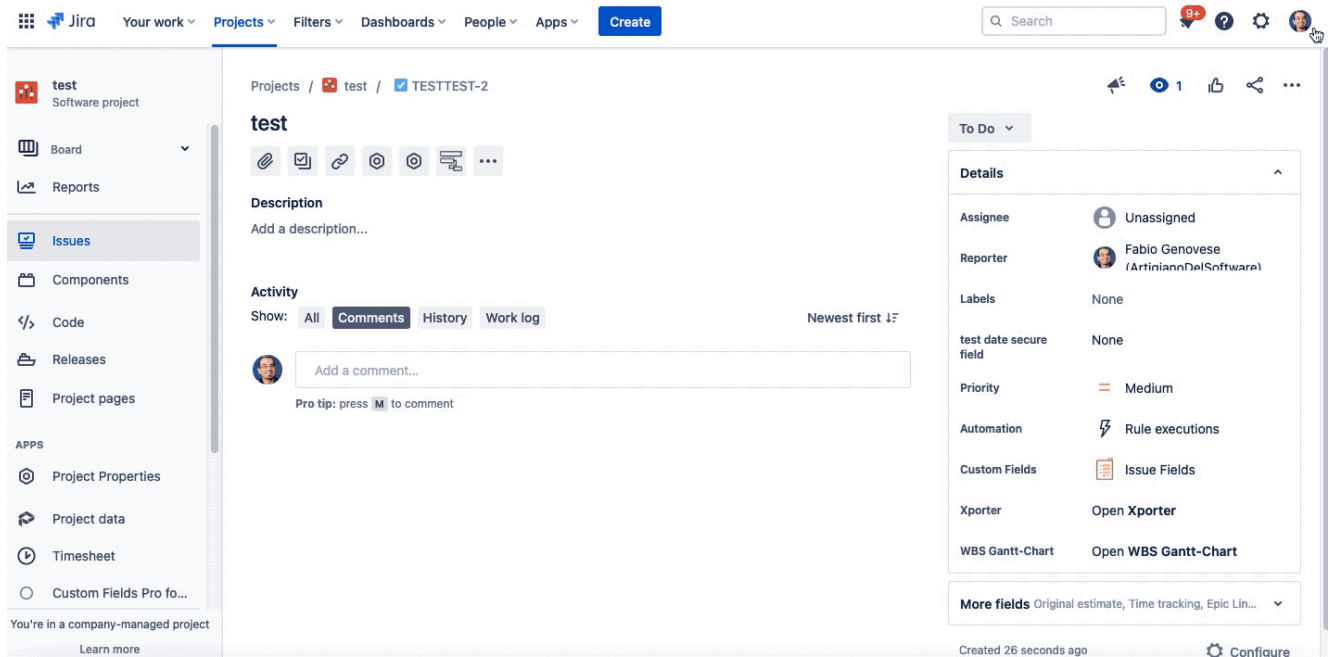 Jira Your work Projects Filters Dashboards People Apps Create Search 9+
test
Software project
Board
Reports
Issues
Components
Code
Releases
Project pages
APPS
Project Properties
Project data
Timesheet
Custom Fields Pro fo...
You're in a company-managed project
Learn more
Projects / test / TESTTEST-2
1
test
Description
Add a description...
Activity
Show: All Comments History Work log Newest first
Add a comment...
Pro tip: press M to comment
To Do
Details
Assignee Unassigned
Reporter Fabio Genovese
(ArtigianoDelSoftware)
Labels None
test date secure None
field
Priority Medium
Automation Rule executions
Custom Fields Issue Fields
Xporter Open Xporter
WBS Gantt-Chart Open WBS Gantt-Chart
More fields Original estimate, Time tracking, Epic Lin...
Created 26 seconds ago Configure